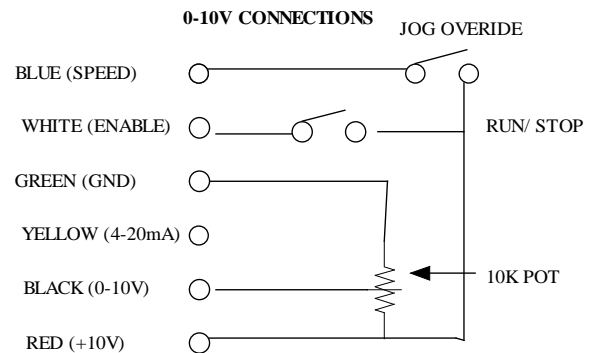 0-10V CONNECTIONS
JOG OVERIDE
BLUE (SPEED)
WHITE (ENABLE)
RUN/ STOP
GREEN (GND)
YELLOW (4-20mA)
10K POT
BLACK (0-10V)
RED (+10V)